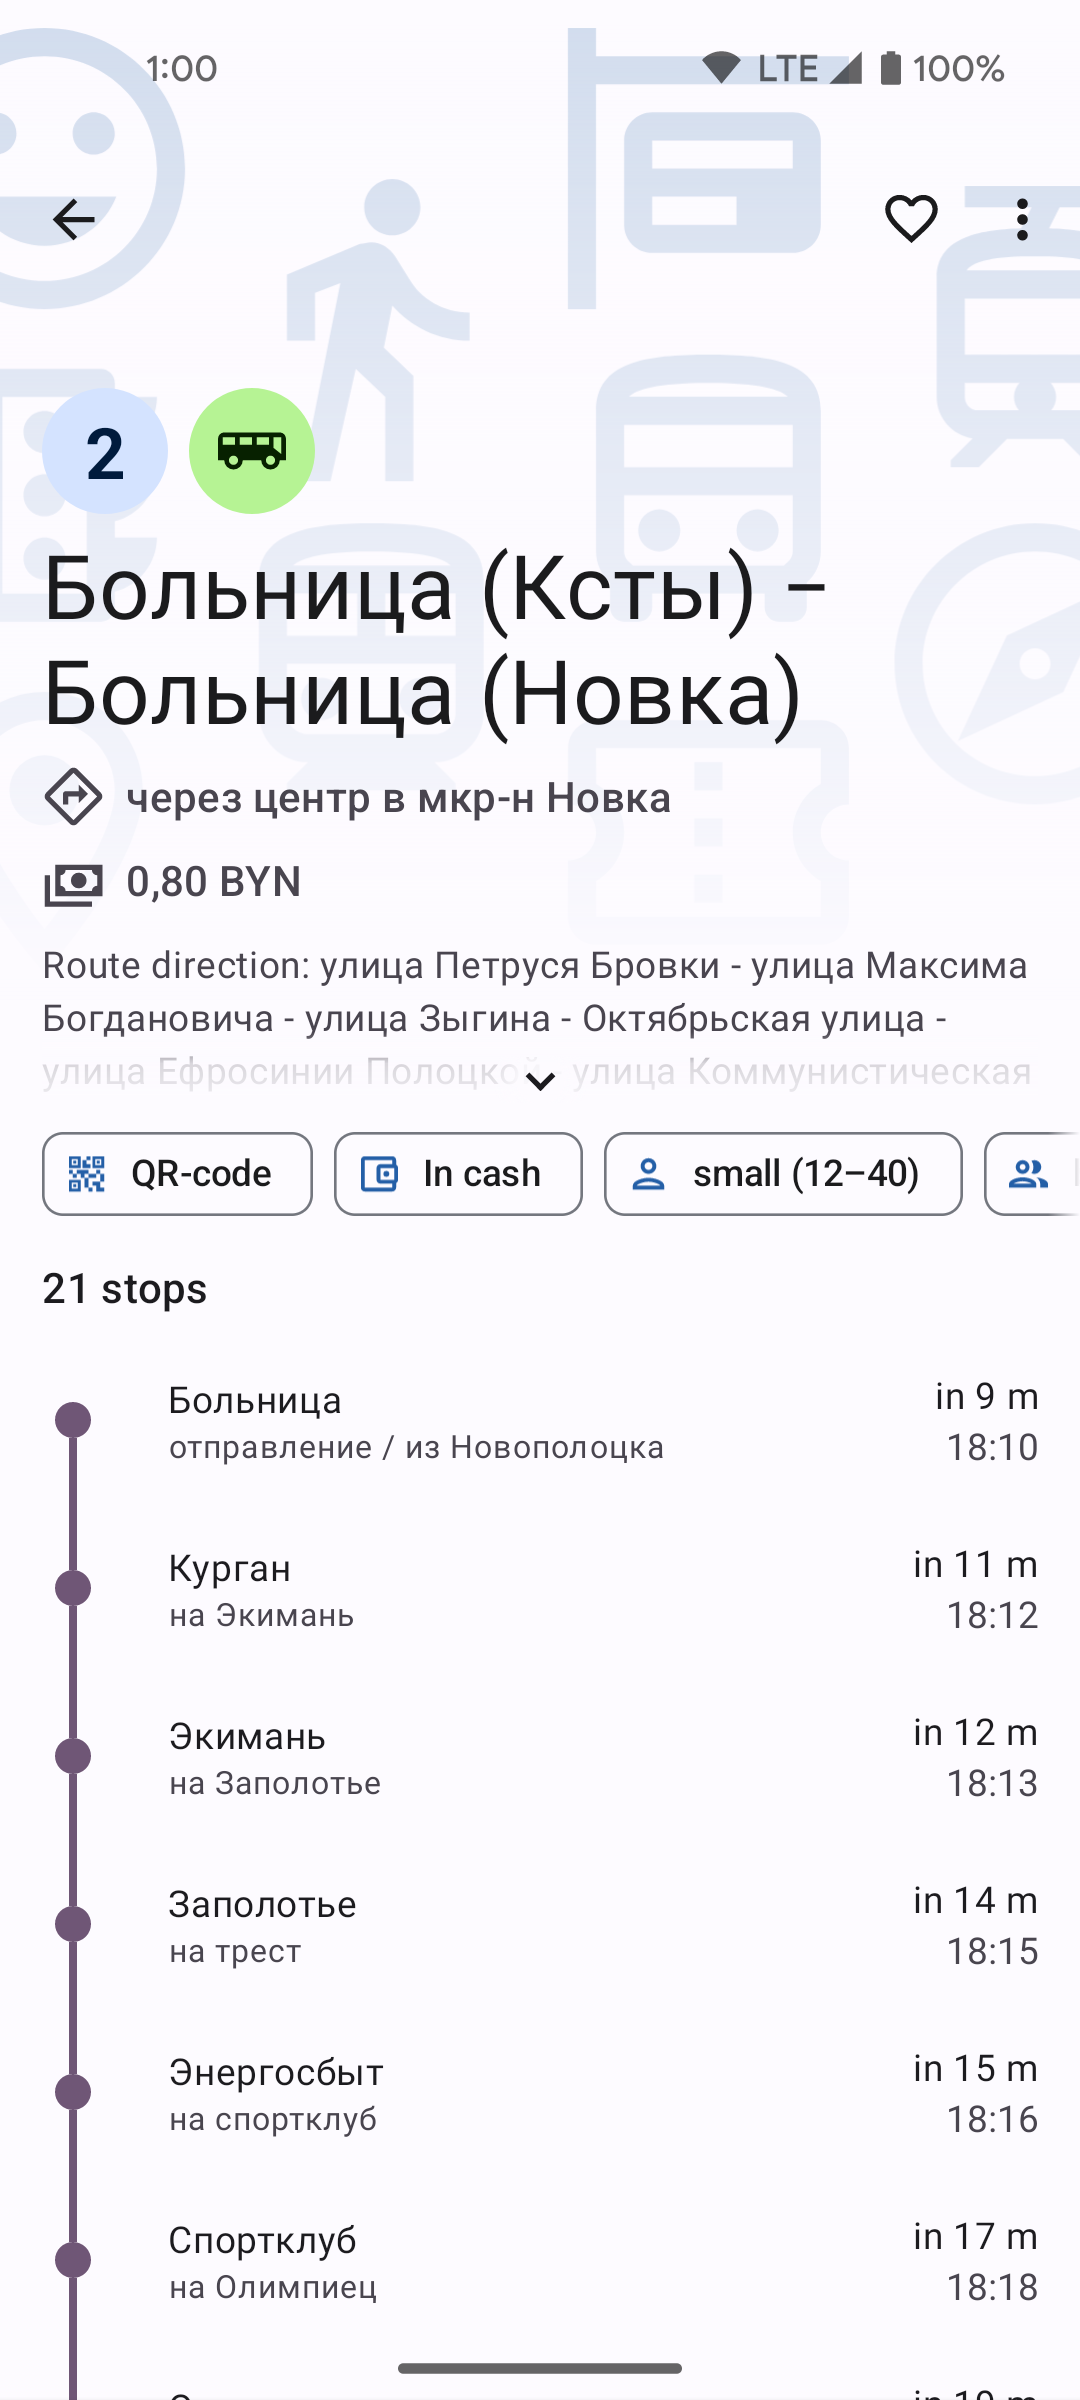 1:00
LTE 100%
2
Больница (Ксты) –
Больница (Новка)
через центр в мкр-н Новка
0,80 BYN
Route direction: улица Петруся Бровки - улица Максима
Богдановича - улица Зыгина - Октябрьская улица -
улица Ефросинии Полоцкой - улица Коммунистическая
QR-code
In cash
small (12–40)
21 stops
Больница
in 9 m
отправление / из Новополоцка
18:10
Курган
in 11 m
на Экимань
18:12
Экимань
in 12 m
на Заполотье
18:13
Заполотье
in 14 m
на трест
18:15
Энергосбыт
in 15 m
на спортклуб
18:16
Спортклуб
in 17 m
на Олимпиец
18:18